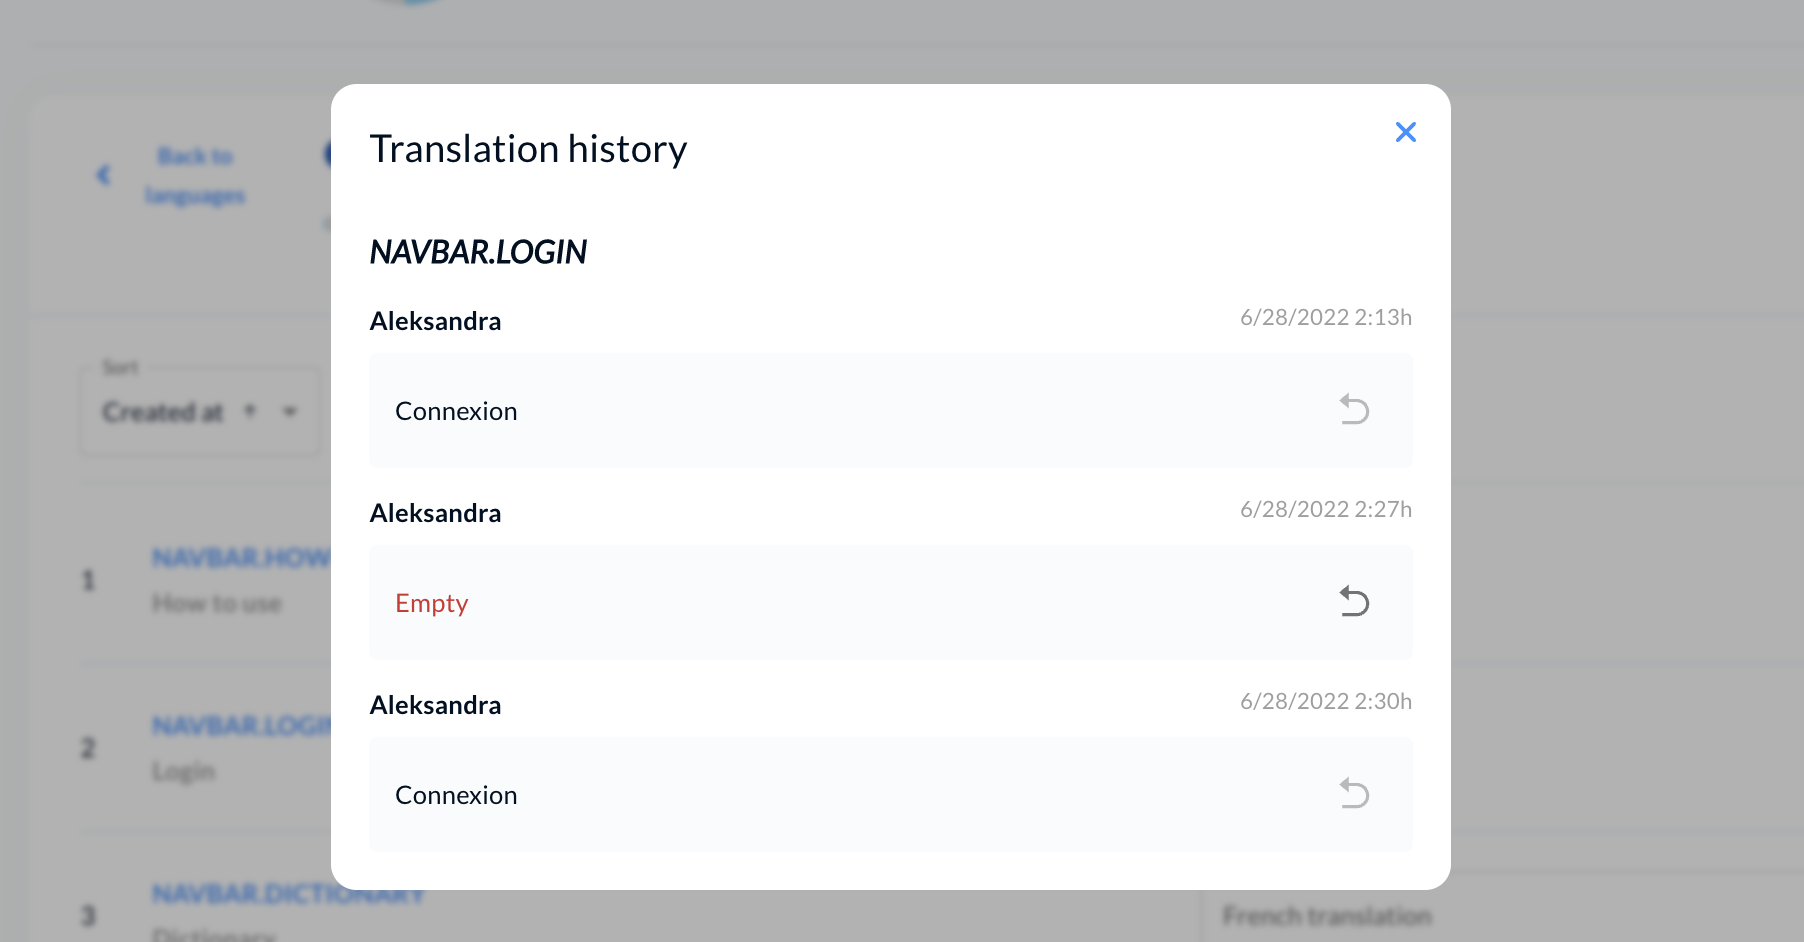 Translation history
NAVBAR.LOGIN
Aleksandra 6/28/2022 2:13h
Connexion
Aleksandra 6/28/2022 2:27h
Empty
Aleksandra 6/28/2022 2:30h
Connexion
Back to
languages
Sort
Created at ↑
1 NAVBAR.HOW
How to use
2 NAVBAR.LOGIN
Login
3 NAVBAR.DICTIONARY
Dictionary
French translation